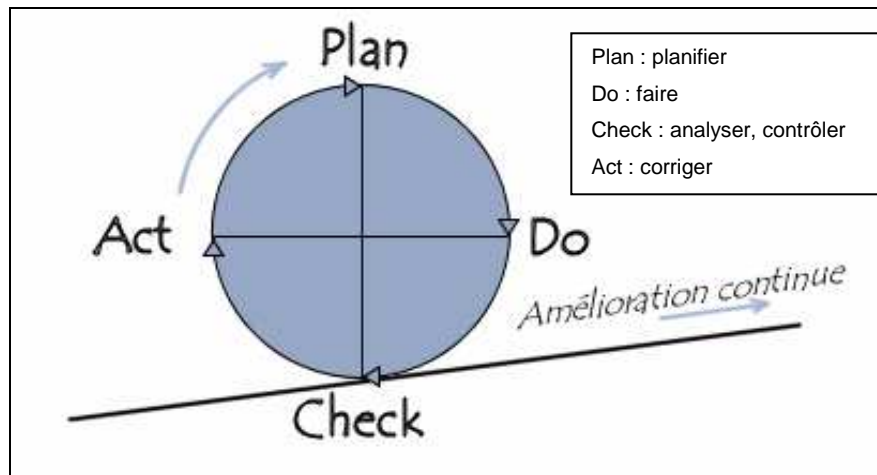 Plan
Plan : planifier
Do : faire
Check : analyser, contrôler
Act : corriger
Act
Do
Amélioration continue
Check